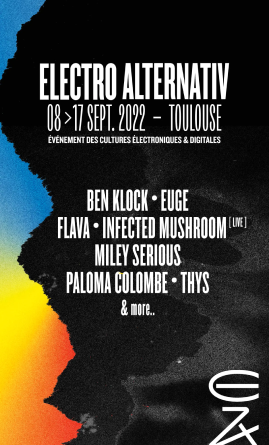 ELECTRO ALTERNATIV
08 > 17 SEPT. 2022 – TOULOUSE
ÉVÉNEMENT DES CULTURES ÉLECTRONIQUES & DIGITALES
BEN KLOCK • EUGE
FLAVA • INFECTED MUSHROOM [LIVE]
MILEY SERIOUS
PALOMA COLOMBE • THYS
& more..